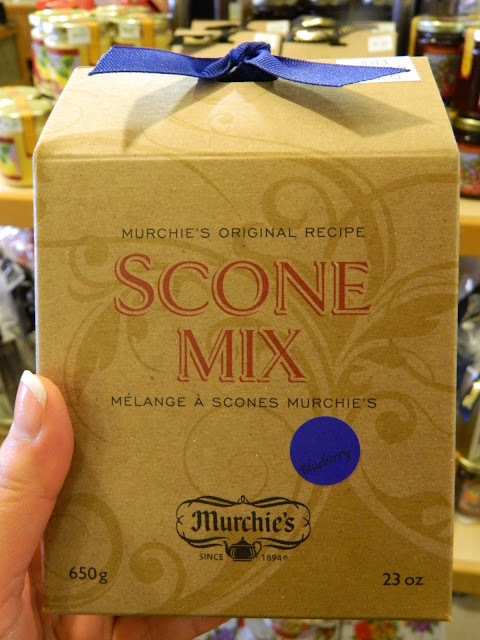 MURCHIE'S ORIGINAL RECIPE
SCONE
MIX
MÉLANGE À SCONES MURCHIE'S
Blueberry
Murchie's
SINCE 1894®
650g 23 oz